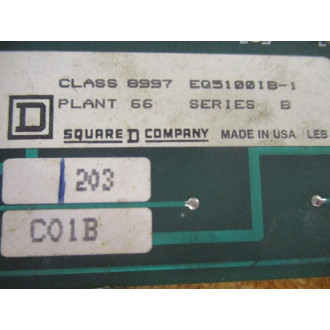 CLASS 8997 EQ51001B-1
PLANT 66 SERIES B
D
SQUARE D COMPANY MADE IN USA LEB
203
C01B